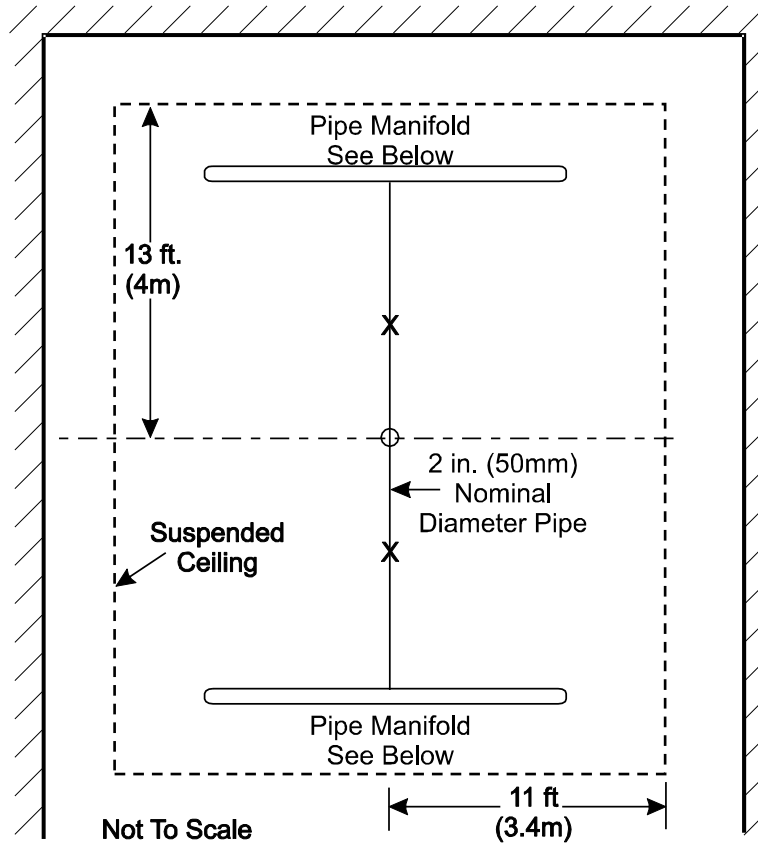 Pipe Manifold
See Below
13 ft.
(4m)
X
2 in. (50mm)
Nominal
Diameter Pipe
Suspended
Ceiling
X
Pipe Manifold
See Below
11 ft
(3.4m)
Not To Scale